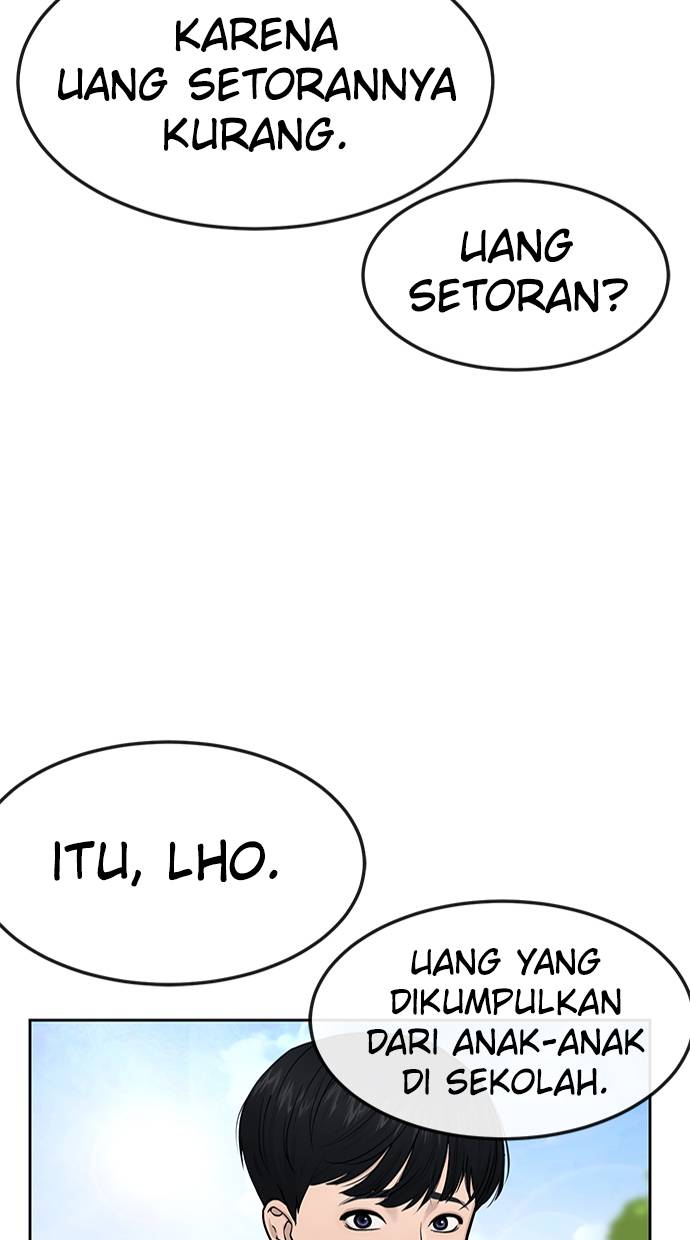 KARENA
UANG SETORANNYA
KURANG.
UANG
SETORAN?
ITU, LHO.
UANG YANG
DIKUMPULKAN
DARI ANAK-ANAK
DI SEKOLAH.